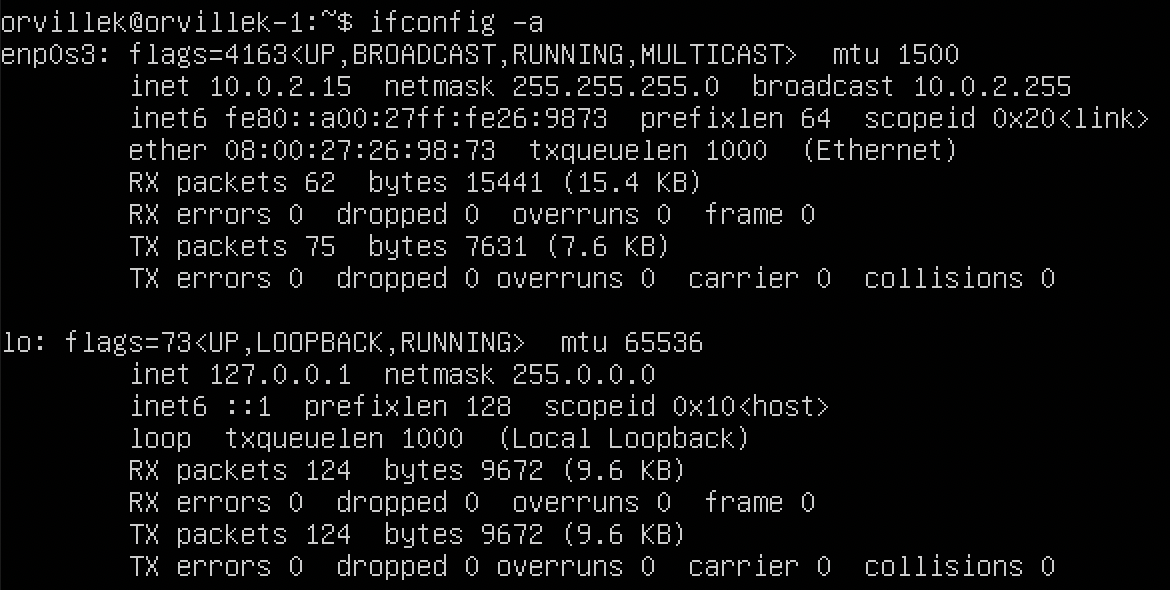 orvillek@orvillek-1:~$ ifconfig -a
enp0s3: flags=4163<UP,BROADCAST,RUNNING,MULTICAST>  mtu 1500
        inet 10.0.2.15  netmask 255.255.255.0  broadcast 10.0.2.255
        inet6 fe80::a00:27ff:fe26:9873  prefixlen 64  scopeid 0x20<link>
        ether 08:00:27:26:98:73  txqueuelen 1000  (Ethernet)
        RX packets 62  bytes 15441 (15.4 KB)
        RX errors 0  dropped 0  overruns 0  frame 0
        TX packets 75  bytes 7631 (7.6 KB)
        TX errors 0  dropped 0 overruns 0  carrier 0  collisions 0

lo: flags=73<UP,LOOPBACK,RUNNING>  mtu 65536
        inet 127.0.0.1  netmask 255.0.0.0
        inet6 ::1  prefixlen 128  scopeid 0x10<host>
        loop  txqueuelen 1000  (Local Loopback)
        RX packets 124  bytes 9672 (9.6 KB)
        RX errors 0  dropped 0  overruns 0  frame 0
        TX packets 124  bytes 9672 (9.6 KB)
        TX errors 0  dropped 0 overruns 0  carrier 0  collisions 0